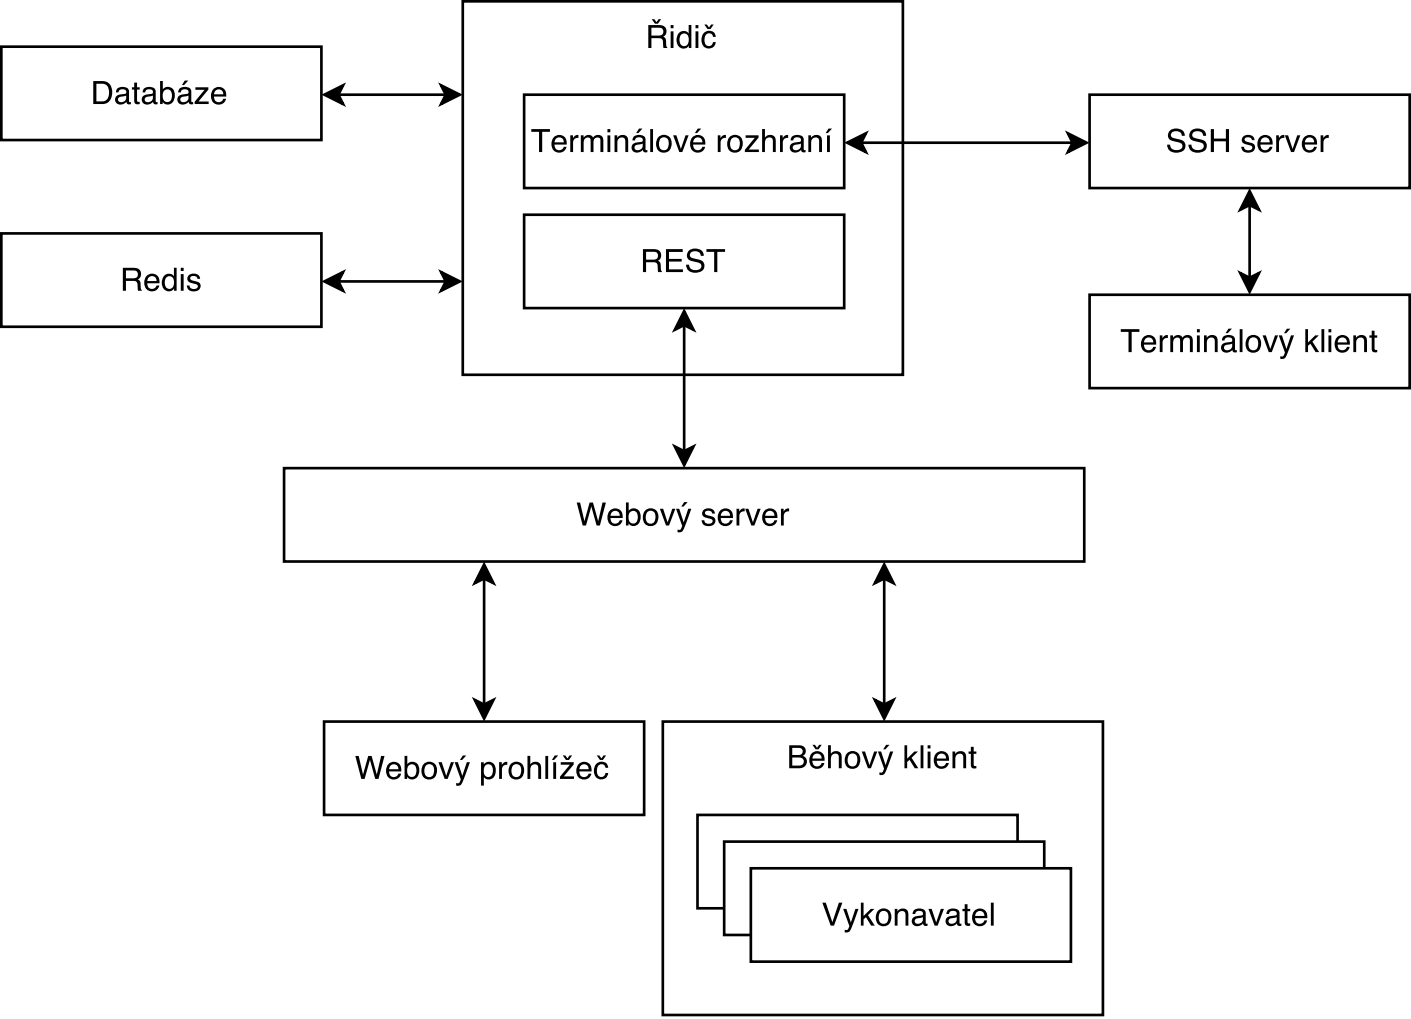 Řidič
Databáze
Terminálové rozhraní
SSH server
REST
Redis
Terminálový klient
Webový server
Webový prohlížeč
Běhový klient
Vykonavatel